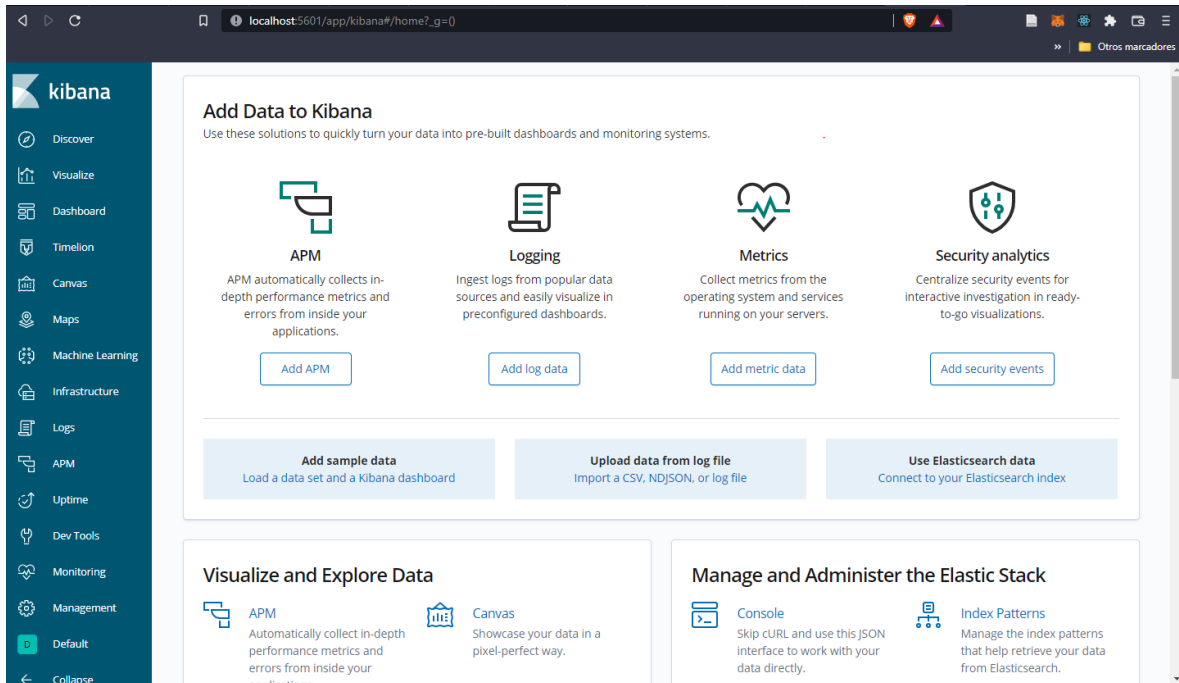 localhost:5601/app/kibana#/home?_g=()
» Otros marcadores
kibana
Discover
Visualize
Dashboard
Timelion
Canvas
Maps
Machine Learning
Infrastructure
Logs
APM
Uptime
Dev Tools
Monitoring
Management
D Default
Collapse
Add Data to Kibana
Use these solutions to quickly turn your data into pre-built dashboards and monitoring systems.
APM
APM automatically collects in-
depth performance metrics and
errors from inside your
applications.
Add APM
Logging
Ingest logs from popular data
sources and easily visualize in
preconfigured dashboards.
Add log data
Metrics
Collect metrics from the
operating system and services
running on your servers.
Add metric data
Security analytics
Centralize security events for
interactive investigation in ready-
to-go visualizations.
Add security events
Add sample data
Load a data set and a Kibana dashboard
Upload data from log file
Import a CSV, NDJSON, or log file
Use Elasticsearch data
Connect to your Elasticsearch index
Visualize and Explore Data
APM
Automatically collect in-depth
performance metrics and
errors from inside your
Canvas
Showcase your data in a
pixel-perfect way.
Manage and Administer the Elastic Stack
Console
Skip cURL and use this JSON
interface to work with your
data directly.
Index Patterns
Manage the index patterns
that help retrieve your data
from Elasticsearch.